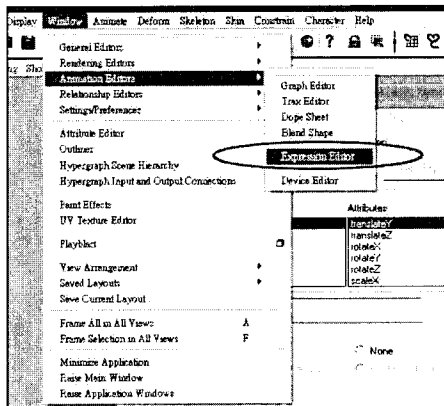 Display Window Animate Deform Skeleton Skin Constrain Character Help
Sho
General Editors
Rendering Editors
Animation Editors
Relationship Editors
Settings/Preferences
Attribute Editor
Outliner
Hypergraph Scene Hierarchy
Hypergraph Input and Output Connections
Paint Effects
UV Texture Editor
Playblast
View Arrangement
Saved Layouts
Save Current Layout
Frame All in All Views A
Frame Selection in All Views F
Minimize Application
Raise Main Window
Raise Application Windows
Graph Editor
Trax Editor
Dope Sheet
Blend Shape
Expression Editor
Device Editor
Attributes
translateY
translateZ
rotateX
rotateY
rotateZ
scaleX
None